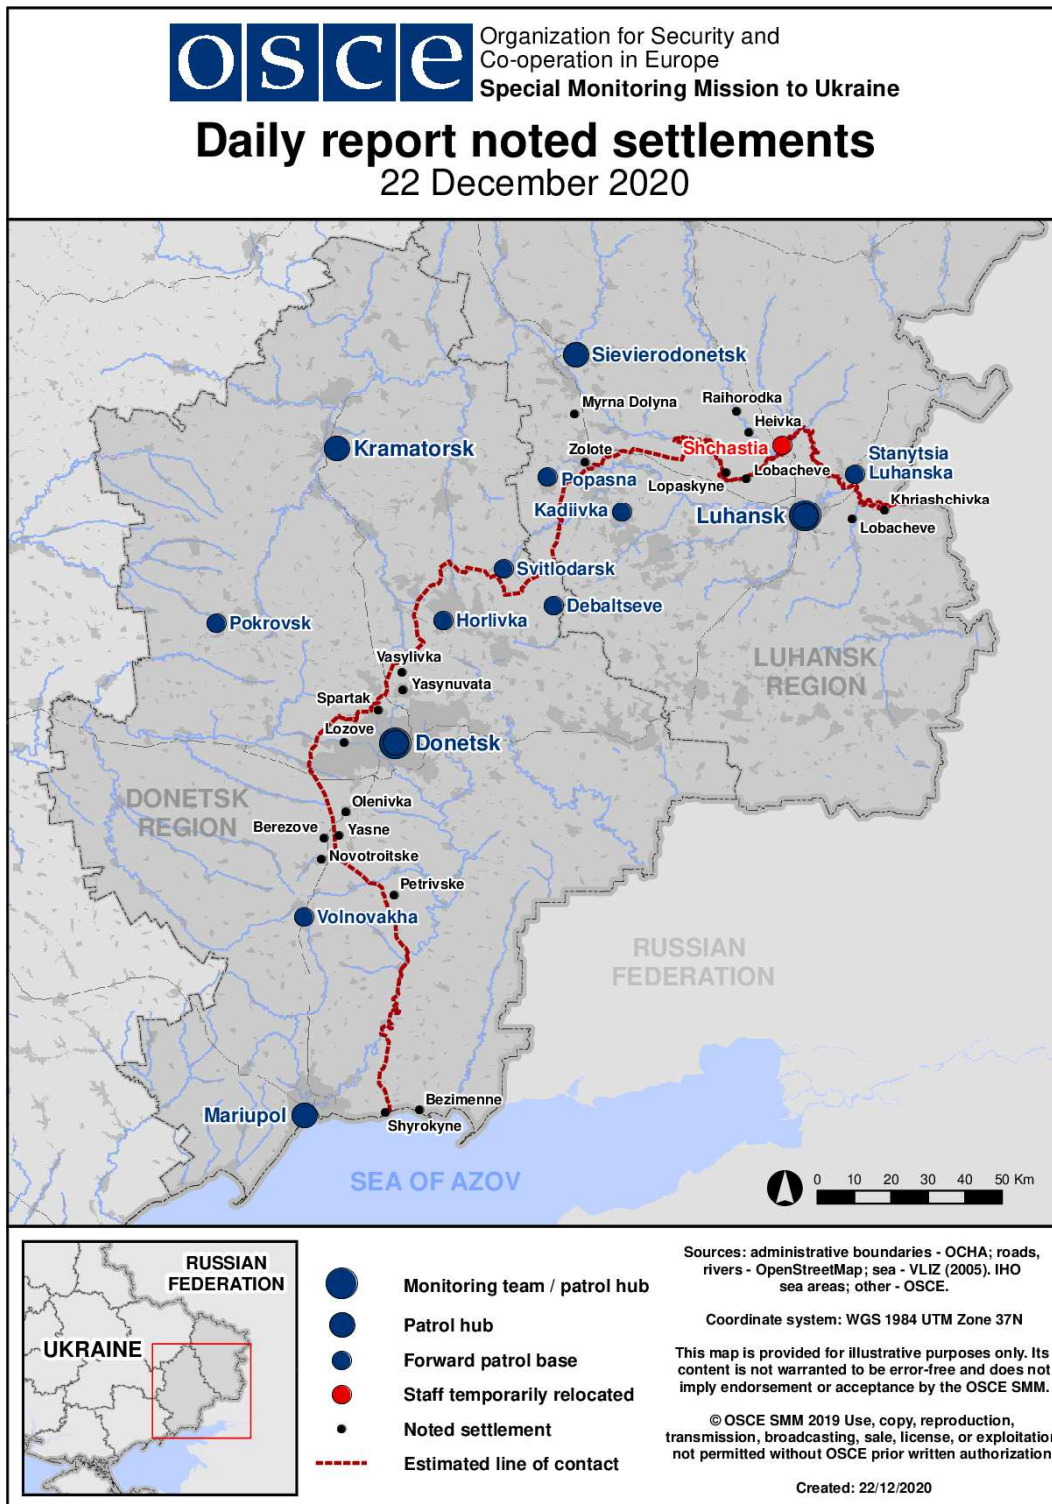 osce
Organization for Security and
Co-operation in Europe
Special Monitoring Mission to Ukraine
Daily report noted settlements
22 December 2020
Sievierodonetsk
Myrna Dolyna
Raihorodka
Heivka
Kramatorsk
Zolote
Shchastia
Stanytsia
Luhanska
Popasna
Lopaskyne
Lobacheve
Kadiivka
Luhansk
Khriashchivka
Lobacheve
Svitlodarsk
Debaltseve
Pokrovsk
Horlivka
Vasylivka
Yasynuvata
LUHANSK
REGION
Spartak
Lozove
Donetsk
DONETSK
REGION
Olenivka
Berezove
Yasne
Novotroitske
Petrivske
Volnovakha
RUSSIAN
FEDERATION
Bezimenne
Mariupol
Shyrokyne
SEA OF AZOV
0 10 20 30 40 50 Km
RUSSIAN
FEDERATION
UKRAINE
Monitoring team / patrol hub
Patrol hub
Forward patrol base
Staff temporarily relocated
Noted settlement
Estimated line of contact
Sources: administrative boundaries - OCHA; roads,
rivers - OpenStreetMap; sea - VLIZ (2005). IHO
sea areas; other - OSCE.
Coordinate system: WGS 1984 UTM Zone 37N
This map is provided for illustrative purposes only. Its
content is not warranted to be error-free and does not
imply endorsement or acceptance by the OSCE SMM.
© OSCE SMM 2019 Use, copy, reproduction,
transmission, broadcasting, sale, license, or exploitation
not permitted without OSCE prior written authorization
Created: 22/12/2020